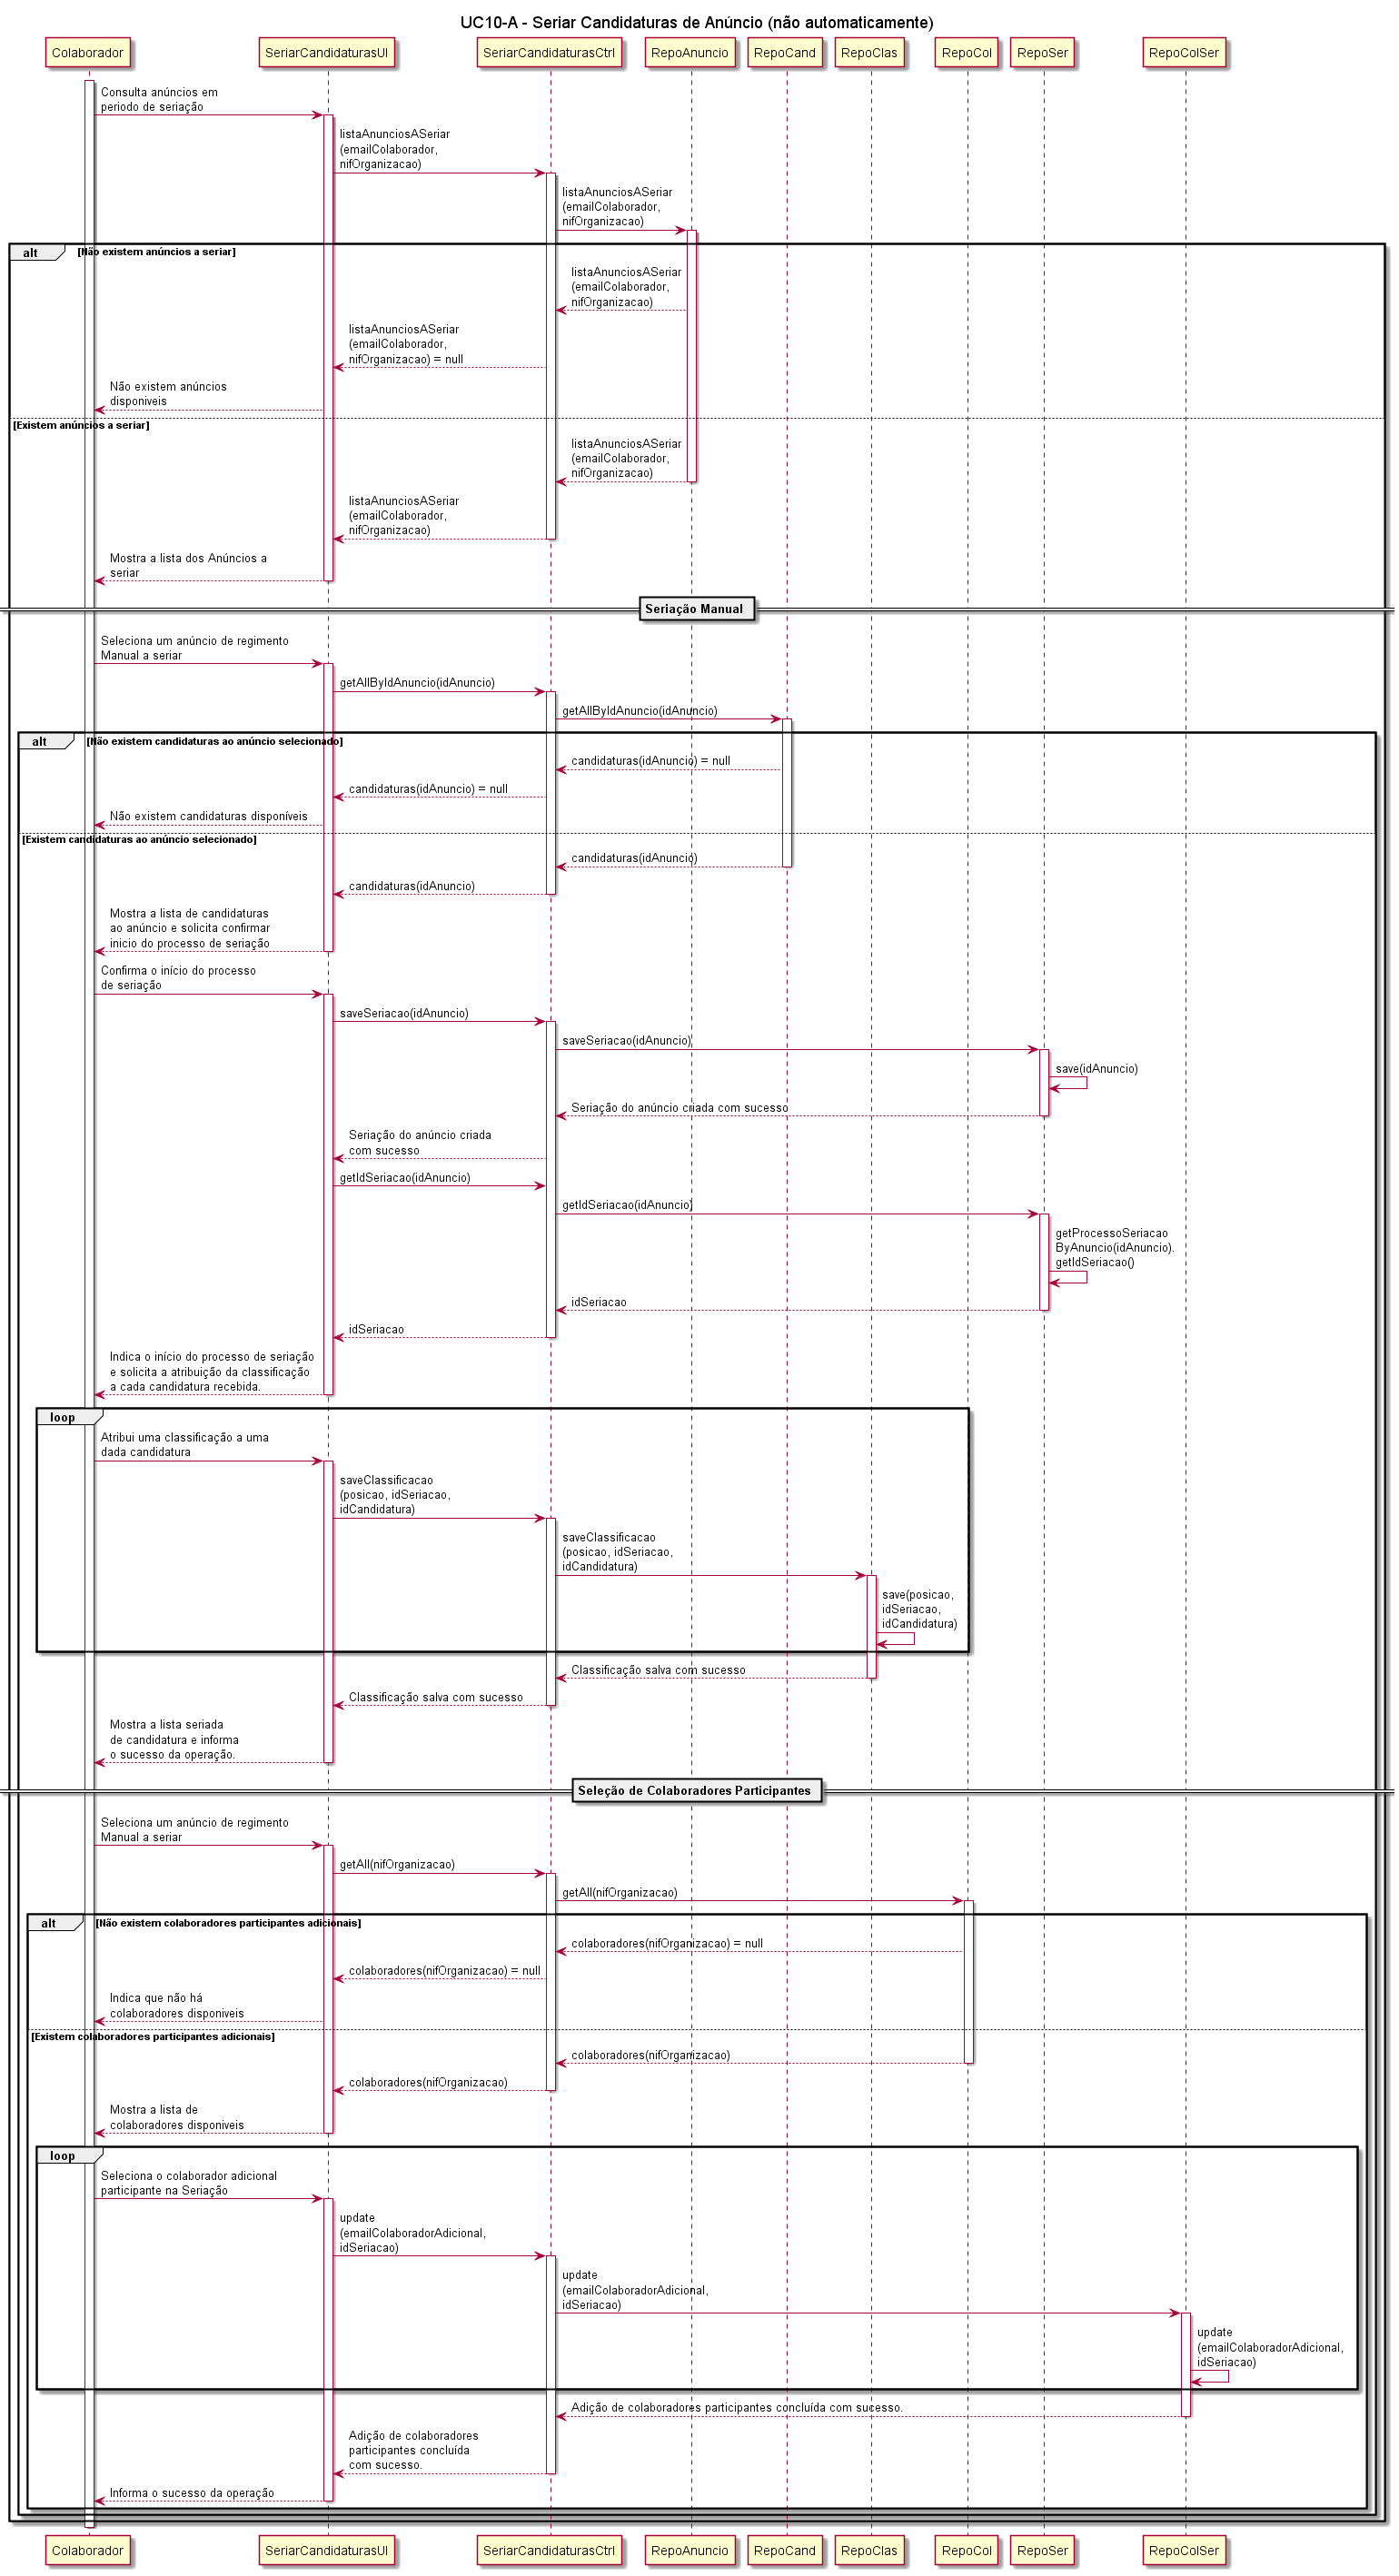 UC10-A - Seriar Candidaturas de Anúncio (não automaticamente)
Colaborador
SeriarCandidaturasUI
SeriarCandidaturasCtrl
RepoAnuncio
RepoCand
RepoClas
RepoCol
RepoSer
RepoColSer
Consulta anúncios em
periodo de seriação
listaAnunciosASeriar
(emailColaborador,
nifOrganizacao)
listaAnunciosASeriar
(emailColaborador,
nifOrganizacao)
alt
[Não existem anúncios a seriar]
listaAnunciosASeriar
(emailColaborador,
nifOrganizacao)
listaAnunciosASeriar
(emailColaborador,
nifOrganizacao) = null
Não existem anúncios
disponiveis
[Existem anúncios a seriar]
listaAnunciosASeriar
(emailColaborador,
nifOrganizacao)
listaAnunciosASeriar
(emailColaborador,
nifOrganizacao)
Mostra a lista dos Anúncios a
seriar
Seriação Manual
Seleciona um anúncio de regimento
Manual a seriar
getAllByIdAnuncio(idAnuncio)
getAllByIdAnuncio(idAnuncio)
alt
[Não existem candidaturas ao anúncio selecionado]
candidaturas(idAnuncio) = null
candidaturas(idAnuncio) = null
Não existem candidaturas disponíveis
[Existem candidaturas ao anúncio selecionado]
candidaturas(idAnuncio)
candidaturas(idAnuncio)
Mostra a lista de candidaturas
ao anúncio e solicita confirmar
inicio do processo de seriação
Confirma o início do processo
de seriação
saveSeriacao(idAnuncio)
saveSeriacao(idAnuncio)
save(idAnuncio)
Seriação do anúncio criada com sucesso
Seriação do anúncio criada
com sucesso
getIdSeriacao(idAnuncio)
getIdSeriacao(idAnuncio)
getProcessoSeriacao
ByAnuncio(idAnuncio).
getIdSeriacao()
idSeriacao
idSeriacao
Indica o início do processo de seriação
e solicita a atribuição da classificação
a cada candidatura recebida.
loop
Atribui uma classificação a uma
dada candidatura
saveClassificacao
(posicao, idSeriacao,
idCandidatura)
saveClassificacao
(posicao, idSeriacao,
idCandidatura)
save(posicao,
idSeriacao,
idCandidatura)
Classificação salva com sucesso
Classificação salva com sucesso
Mostra a lista seriada
de candidatura e informa
o sucesso da operação.
Seleção de Colaboradores Participantes
Seleciona um anúncio de regimento
Manual a seriar
getAll(nifOrganizacao)
getAll(nifOrganizacao)
alt
[Não existem colaboradores participantes adicionais]
colaboradores(nifOrganizacao) = null
colaboradores(nifOrganizacao) = null
Indica que não há
colaboradores disponiveis
[Existem colaboradores participantes adicionais]
colaboradores(nifOrganizacao)
colaboradores(nifOrganizacao)
Mostra a lista de
colaboradores disponiveis
loop
Seleciona o colaborador adicional
participante na Seriação
update
(emailColaboradorAdicional,
idSeriacao)
update
(emailColaboradorAdicional,
idSeriacao)
update
(emailColaboradorAdicional,
idSeriacao)
Adição de colaboradores participantes concluída com sucesso.
Adição de colaboradores
participantes concluída
com sucesso.
Informa o sucesso da operação
Colaborador
SeriarCandidaturasUI
SeriarCandidaturasCtrl
RepoAnuncio
RepoCand
RepoClas
RepoCol
RepoSer
RepoColSer